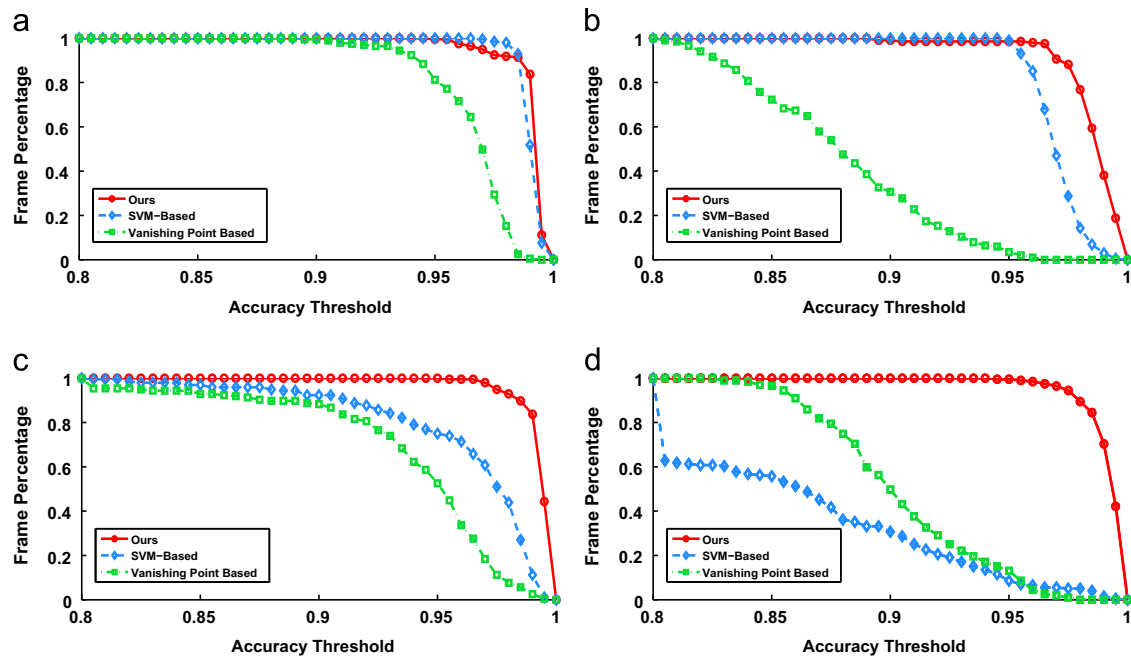 a
Frame Percentage
1
0.8
0.6
0.4
0.2
0
Ours
SVM-Based
Vanishing Point Based
0.8 0.85 0.9 0.95 1
Accuracy Threshold
b
Frame Percentage
1
0.8
0.6
0.4
0.2
0
Ours
SVM-Based
Vanishing Point Based
0.8 0.85 0.9 0.95 1
Accuracy Threshold
c
Frame Percentage
1
0.8
0.6
0.4
0.2
0
Ours
SVM-Based
Vanishing Point Based
0.8 0.85 0.9 0.95 1
Accuracy Threshold
d
Frame Percentage
1
0.8
0.6
0.4
0.2
0
Ours
SVM-Based
Vanishing Point Based
0.8 0.85 0.9 0.95 1
Accuracy Threshold